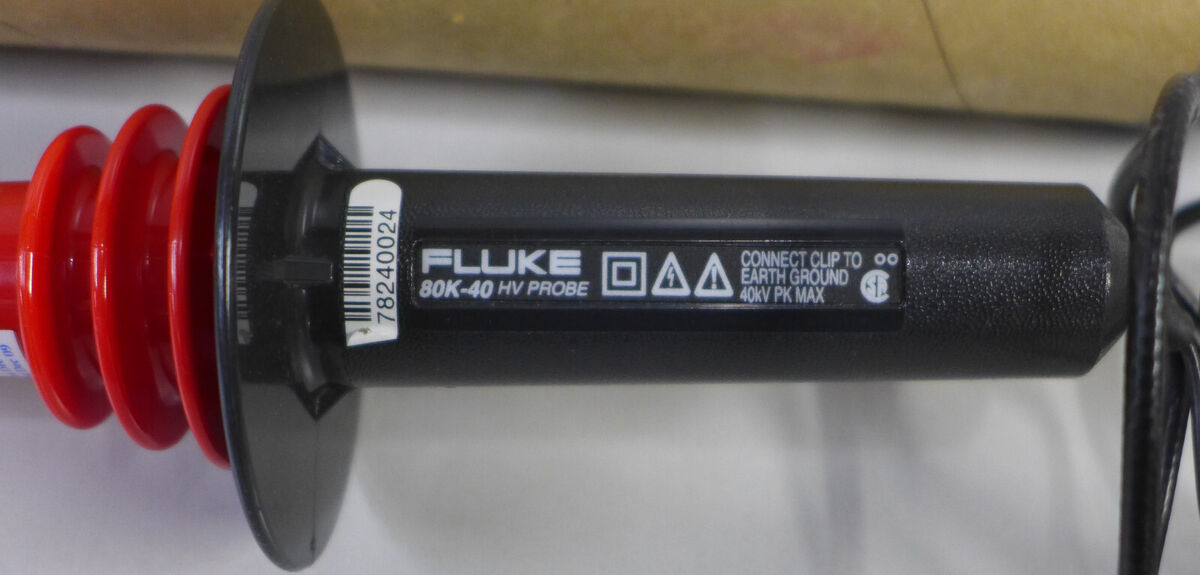 78240024
FLUKE
80K-40 HV PROBE
CONNECT CLIP TO
EARTH GROUND
40kV PK MAX